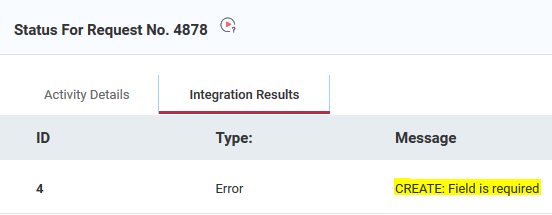 Status For Request No. 4878
Activity Details Integration Results
ID Type: Message
4 Error CREATE: Field is required